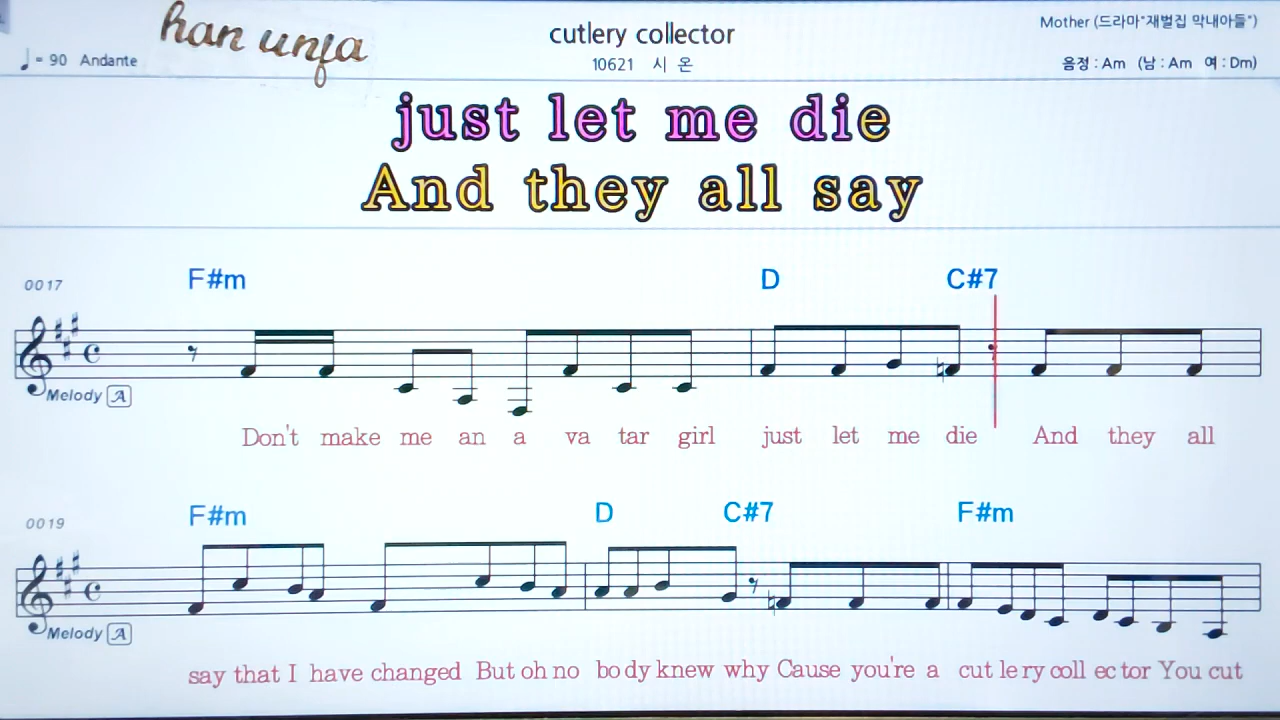 han unja
cutlery collector
Mother (드라마"재벌집 막내아들")
♩ = 90 Andante
10621 시 온
음정 : Am (남 : Am 여 : Dm)
just let me die
And they all say
0017 F#m D C#7
Melody A
Don't make me an a va tar girl just let me die And they all
0019 F#m D C#7 F#m
Melody A
say that I have changed But oh no bo dy knew why Cause you're a cut le ry coll ec tor You cut